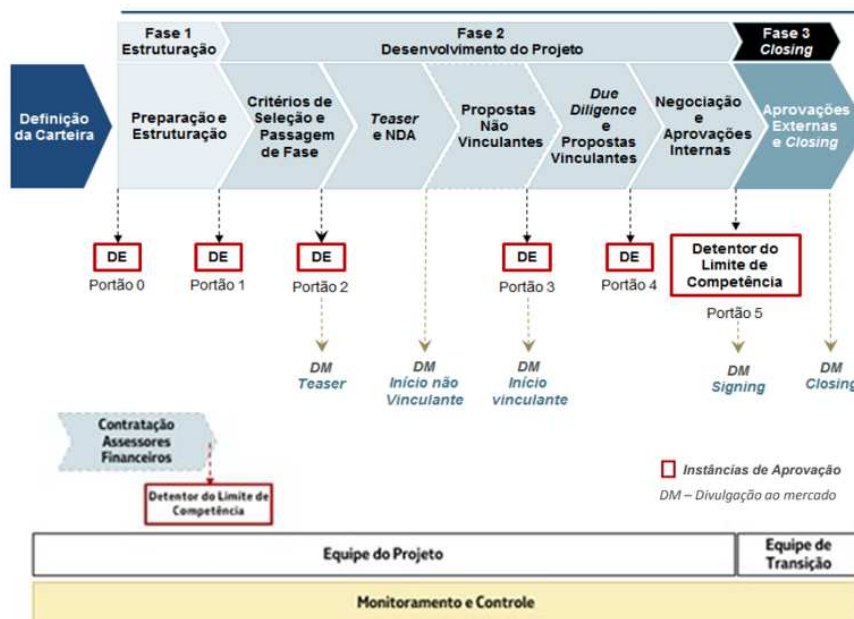 Fase 1
Estruturação
Fase 2
Desenvolvimento do Projeto
Fase 3
Closing
Definição
da Carteira
Preparação e
Estruturação
Critérios de
Seleção e
Passagem
de Fase
Teaser
e NDA
Propostas
Não
Vinculantes
Due
Diligence
e
Propostas
Vinculantes
Negociação
e
Aprovações
Internas
Aprovações
Externas
e Closing
DE
Portão 0
DE
Portão 1
DE
Portão 2
DE
Portão 3
DE
Portão 4
Detentor do
Limite de
Competência
Portão 5
DM
Teaser
DM
Início não
Vinculante
DM
Início
vinculante
DM
Signing
DM
Closing
Contratação
Assessores
Financeiros
Detentor do Limite de
Competência
Instâncias de Aprovação
DM – Divulgação ao mercado
Equipe do Projeto
Equipe de
Transição
Monitoramento e Controle